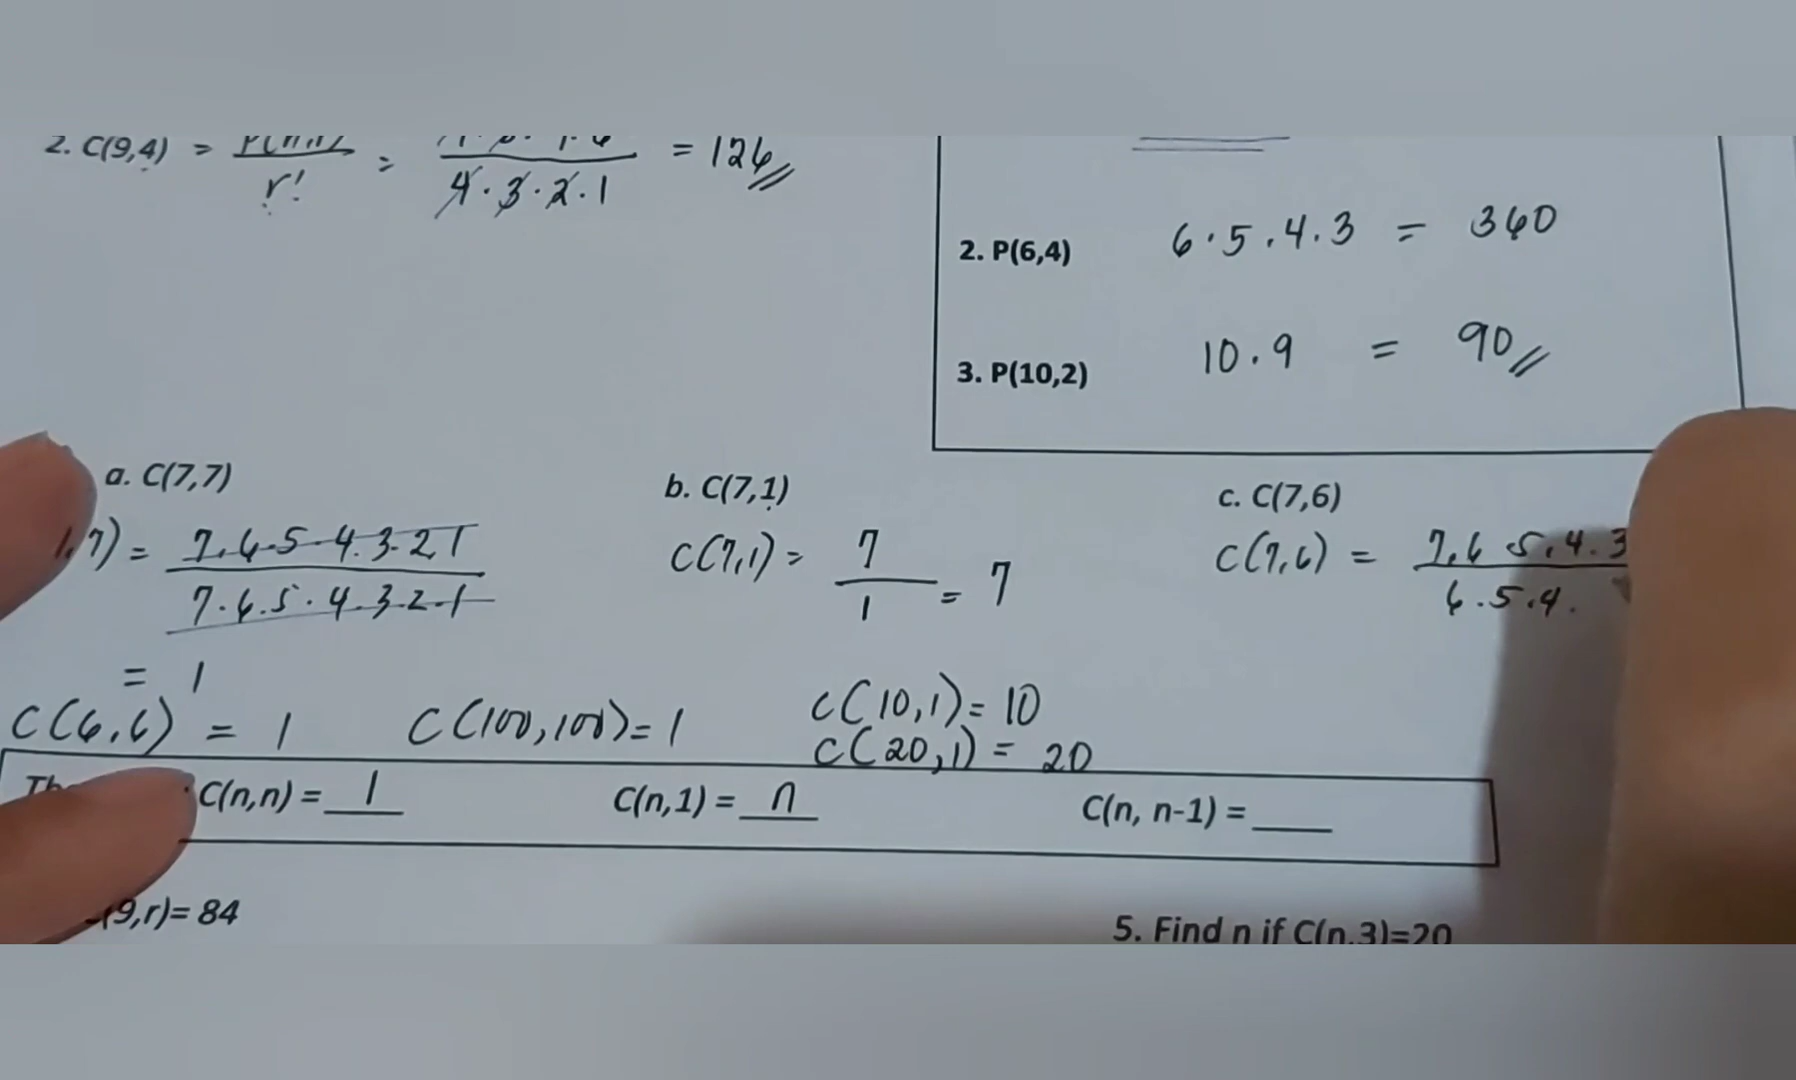 2. C(9,4) = = = 126
r! 4 · 3 · 2 · 1
2. P(6,4) 6 · 5 . 4 . 3 = 360
3. P(10,2) 10 . 9 = 90
a. C(7,7)
,7) = 7.6.5.4.3.2.1
7.6.5.4.3.2.1
= 1
b. C(7,1)
C(7,1) = 7
1 = 7
c. C(7,6)
C(7,6) = 7.6 5.4.3
6.5.4.
C(6,6) = 1 C(100,100) = 1 C(10,1) = 10
C(20,1) = 20
C(n,n) = 1 C(n,1) = n C(n, n-1) = ____
(9,r)= 84
5. Find n if C(n,3)=20